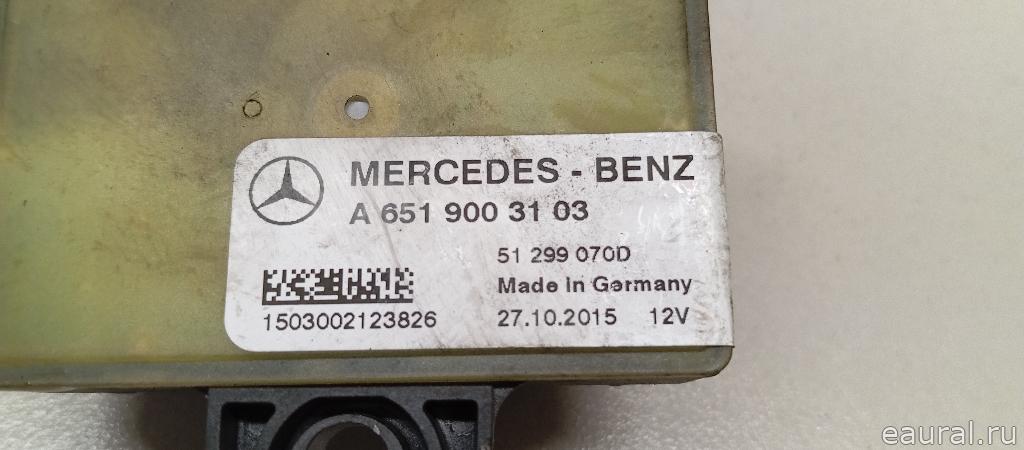 MERCEDES - BENZ
A 651 900 31 03
51 299 070D
Made In Germany
1503002123826
27.10.2015 12V
eaural.ru